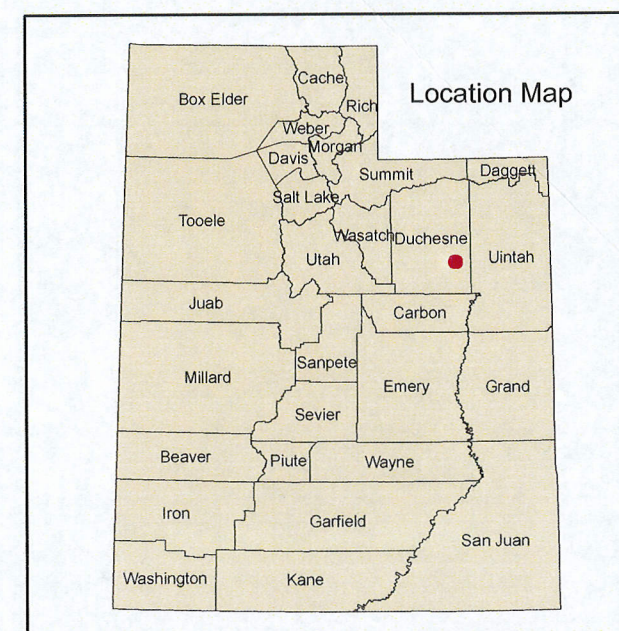 Location Map
Cache
Box Elder
Rich
Weber
Morgan
Davis
Summit
Daggett
Salt Lake
Tooele
Wasatch
Duchesne
Utah
Uintah
Juab
Carbon
Sanpete
Millard
Emery
Grand
Sevier
Beaver
Piute
Wayne
Iron
Garfield
San Juan
Washington
Kane